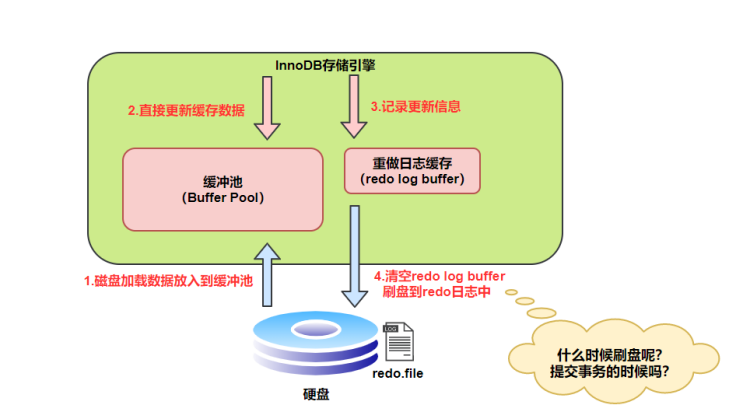 InnoDB存储引擎
2.直接更新缓存数据
3.记录更新信息
缓冲池
（Buffer Pool）
重做日志缓存
（redo log buffer）
1.磁盘加载数据放入到缓冲池
4.清空redo log buffer
刷盘到redo日志中
LOG
redo.file
硬盘
什么时候刷盘呢？
提交事务的时候吗？